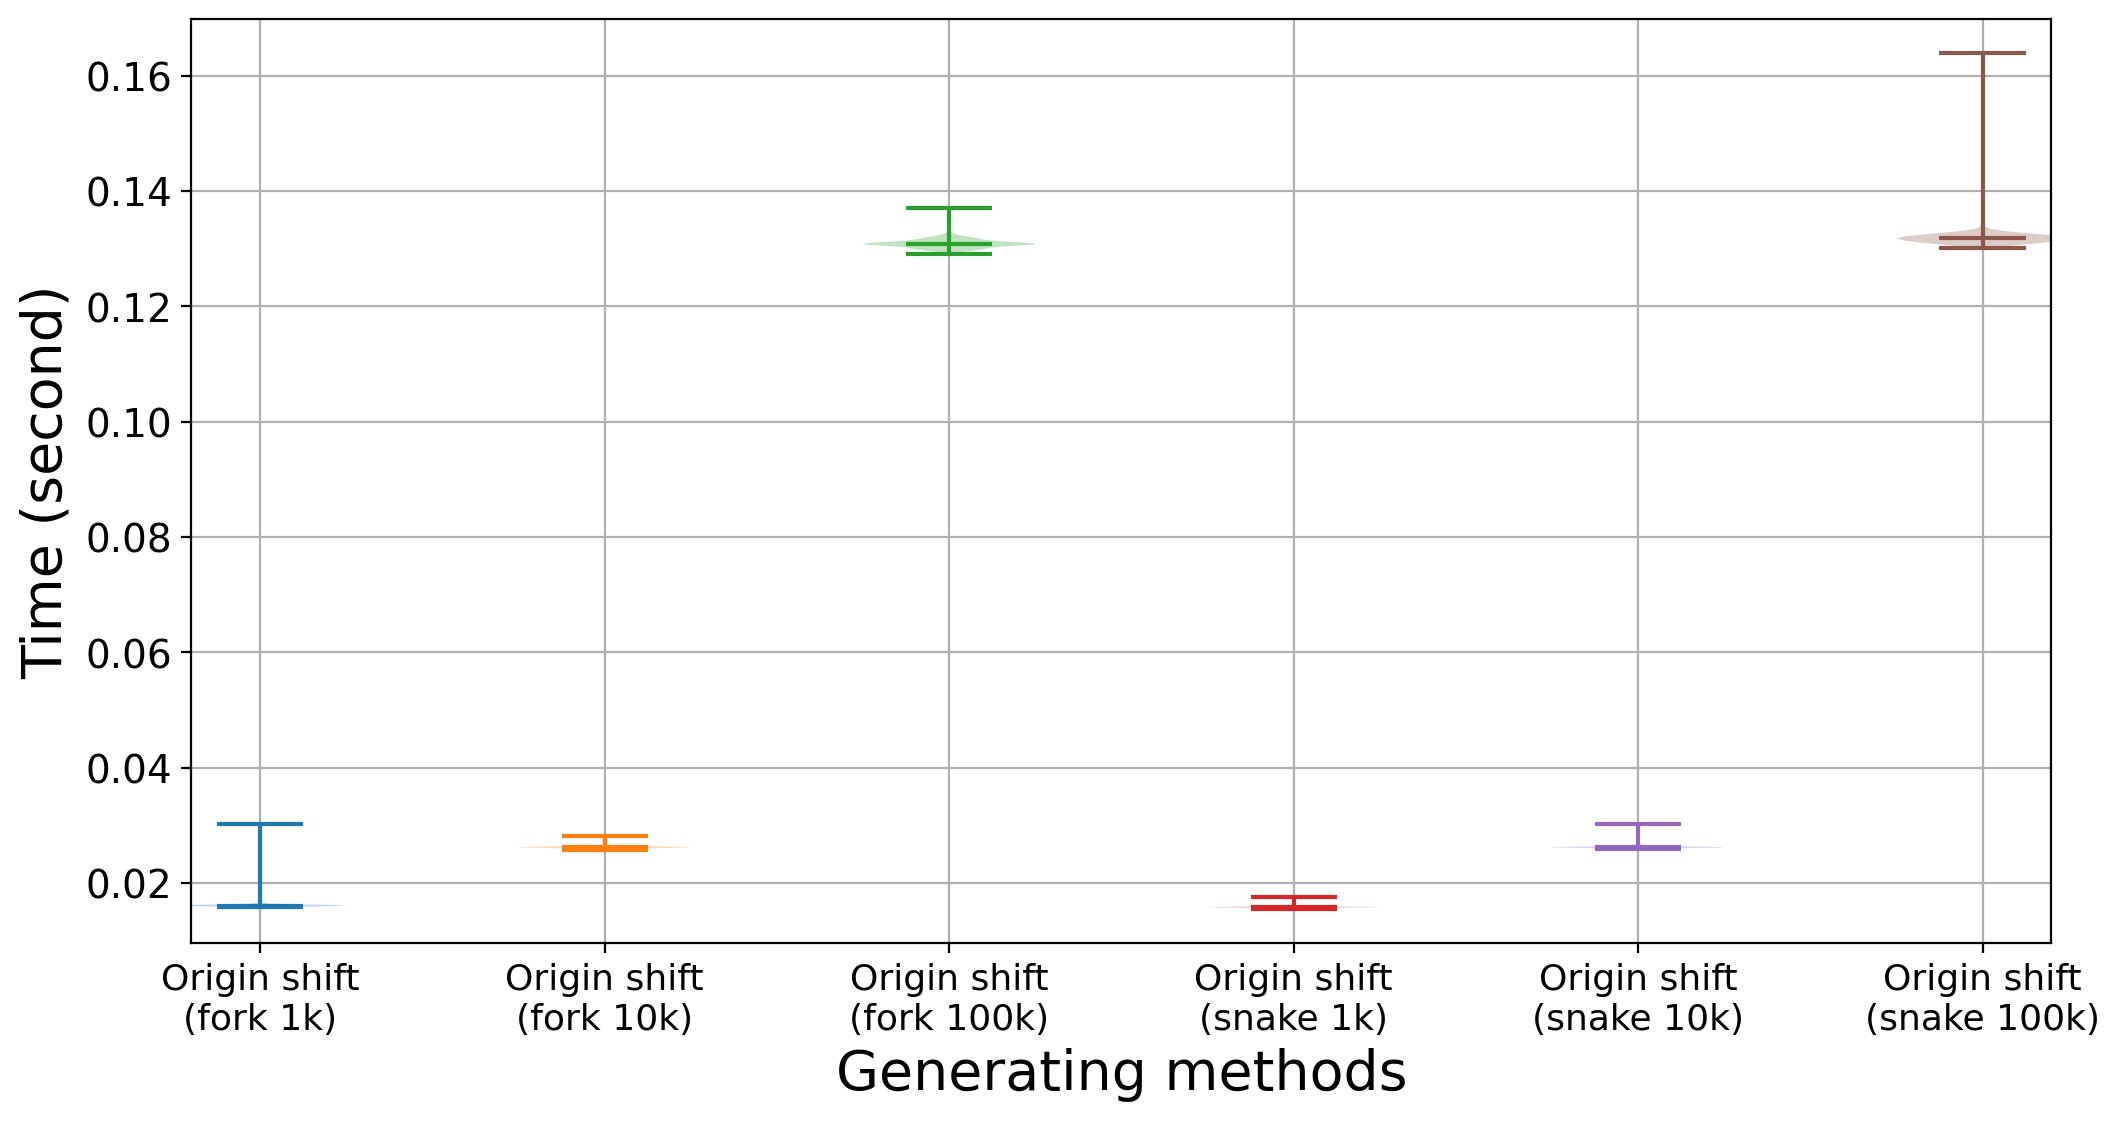 Time (second)
0.16
0.14
0.12
0.10
0.08
0.06
0.04
0.02
Origin shift
(fork 1k)
Origin shift
(fork 10k)
Origin shift
(fork 100k)
Origin shift
(snake 1k)
Origin shift
(snake 10k)
Origin shift
(snake 100k)
Generating methods